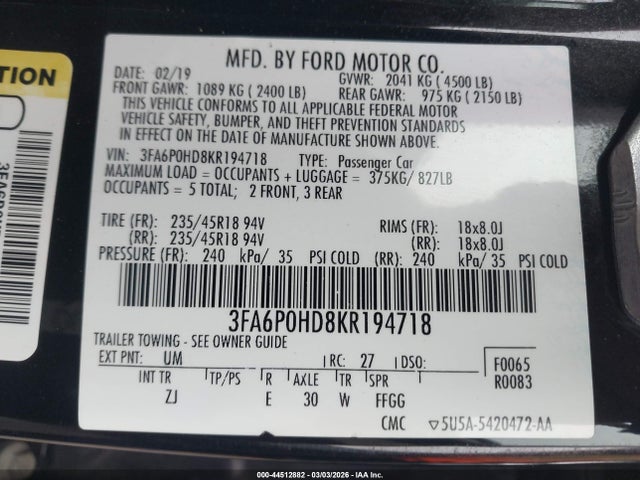 TION
MFD. BY FORD MOTOR CO.
DATE: 02/19 GVWR: 2041 KG ( 4500 LB)
FRONT GAWR: 1089 KG ( 2400 LB) REAR GAWR: 975 KG ( 2150 LB)
THIS VEHICLE CONFORMS TO ALL APPLICABLE FEDERAL MOTOR
VEHICLE SAFETY, BUMPER, AND THEFT PREVENTION STANDARDS
IN EFFECT ON THE DATE OF MANUFACTURE SHOWN ABOVE.
VIN: 3FA6P0HD8KR194718 TYPE: Passenger Car
MAXIMUM LOAD = OCCUPANTS + LUGGAGE = 375KG/ 827LB
OCCUPANTS = 5 TOTAL; 2 FRONT, 3 REAR
TIRE (FR): 235/45R18 94V RIMS (FR): 18x8.0J
(RR): 235/45R18 94V (RR): 18x8.0J
PRESSURE (FR): 240 kPa/ 35 PSI COLD (RR): 240 kPa/ 35 PSI COLD
3FA6P0HD8KR194718
TRAILER TOWING - SEE OWNER GUIDE
EXT PNT: UM RC: 27 DSO: F0065
R0083
INT TR TP/PS R AXLE TR SPR
ZJ E 30 W FFGG
CMC ▽5U5A-5420472-AA
000-44512882 - 03/03/2026 - IAAI.CA